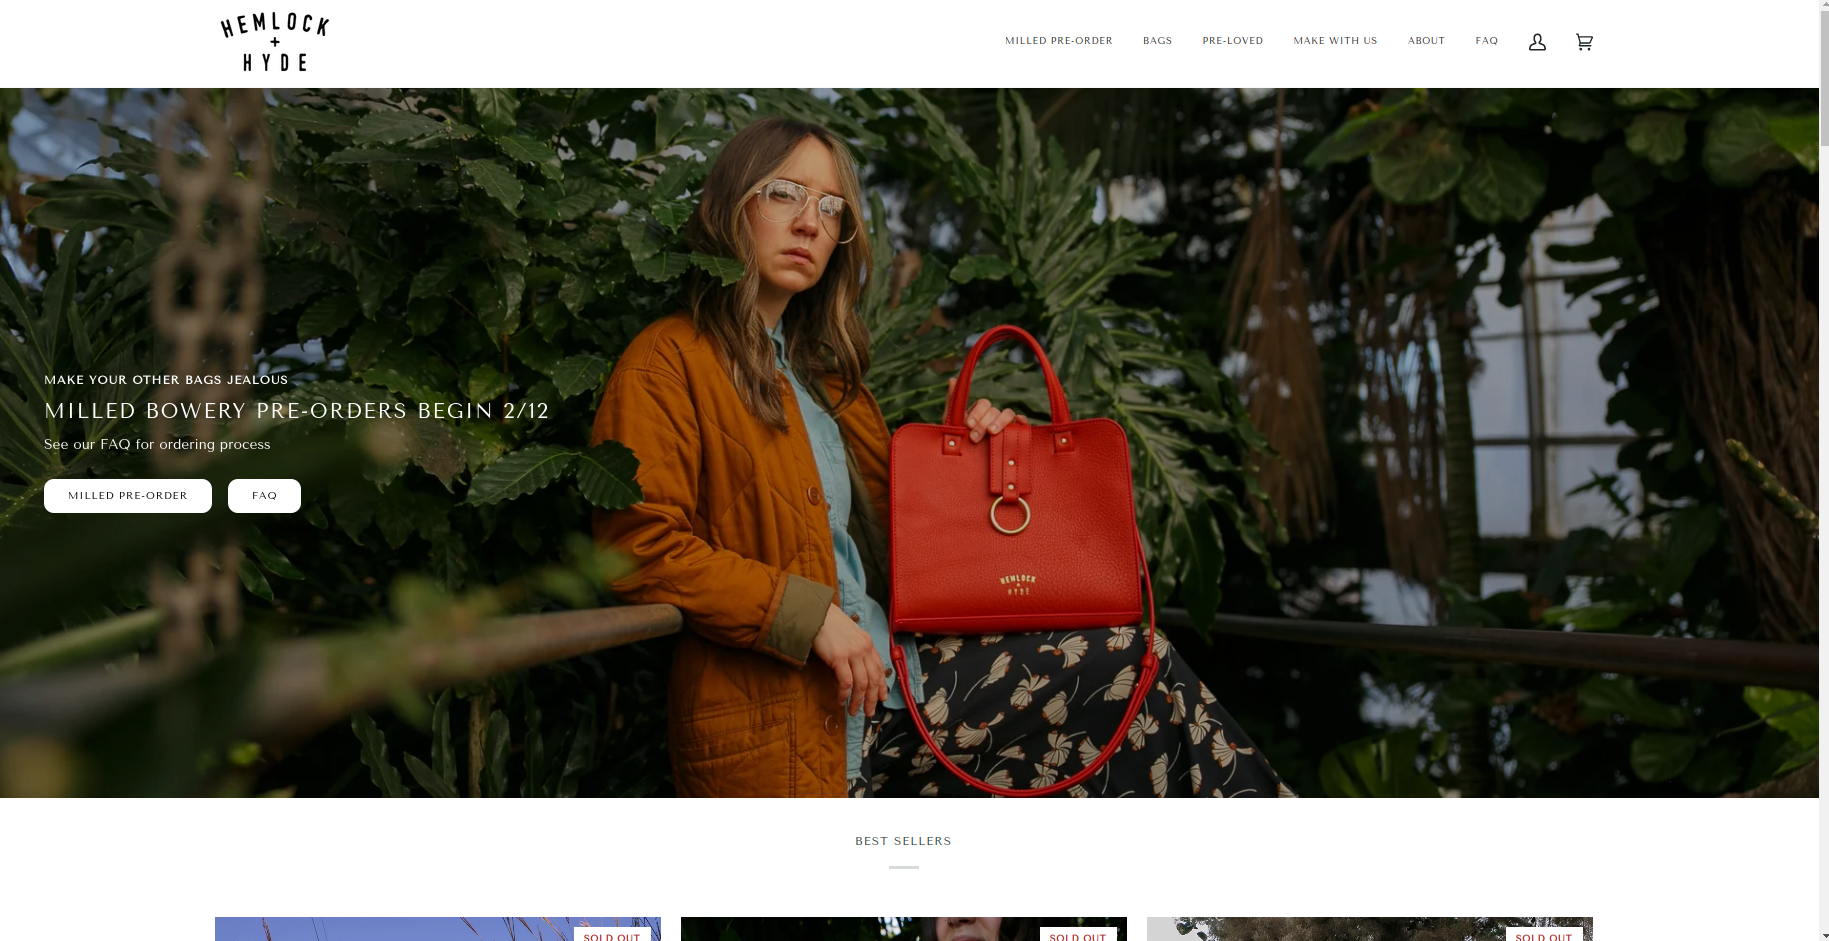 HEMLOCK
+
HYDE
MILLED PRE-ORDER BAGS PRE-LOVED MAKE WITH US ABOUT FAQ
MAKE YOUR OTHER BAGS JEALOUS
MILLED BOWERY PRE-ORDERS BEGIN 2/12
See our FAQ for ordering process
MILLED PRE-ORDER FAQ
HEMLOCK
+
HYDE
BEST SELLERS
SOLD OUT SOLD OUT SOLD OUT